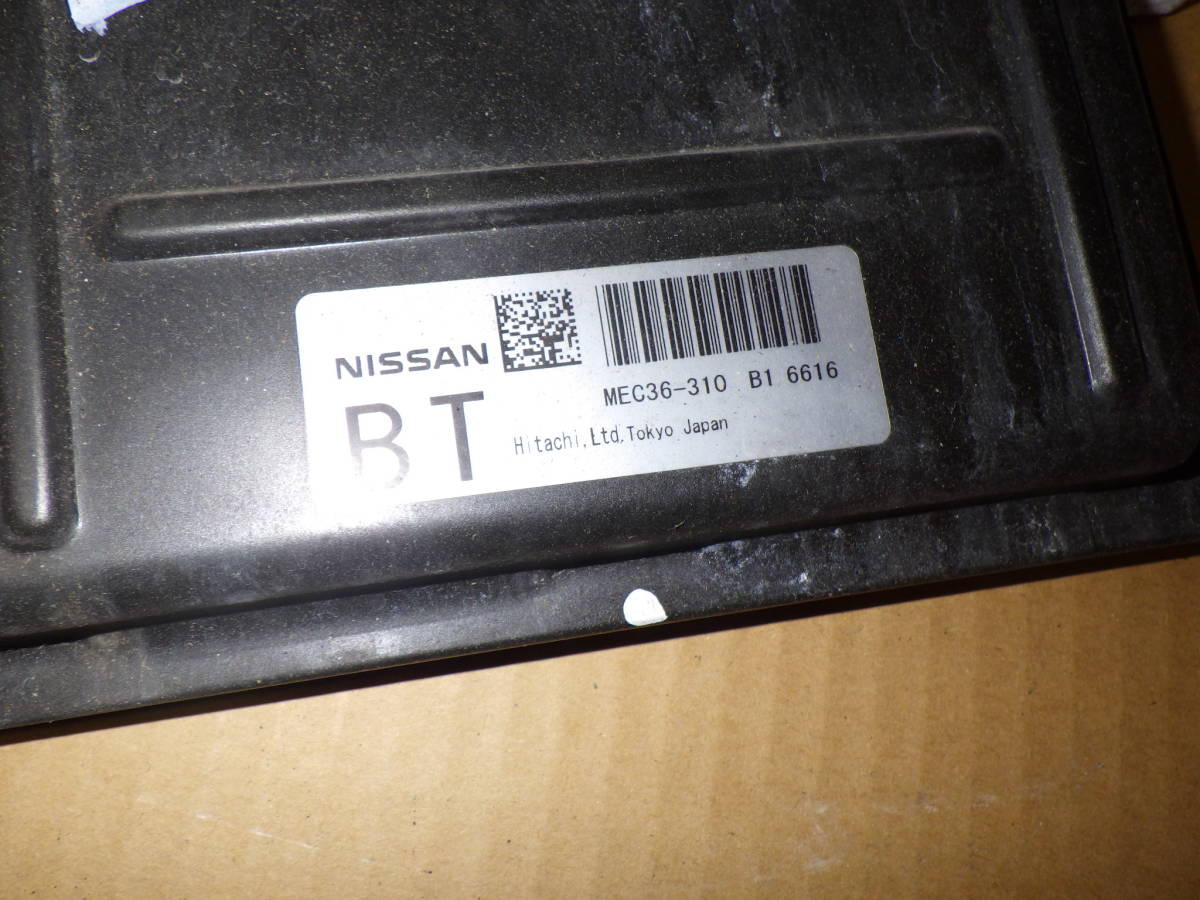 NISSAN
MEC36-310 B1 6616
BT
Hitachi,Ltd.Tokyo Japan